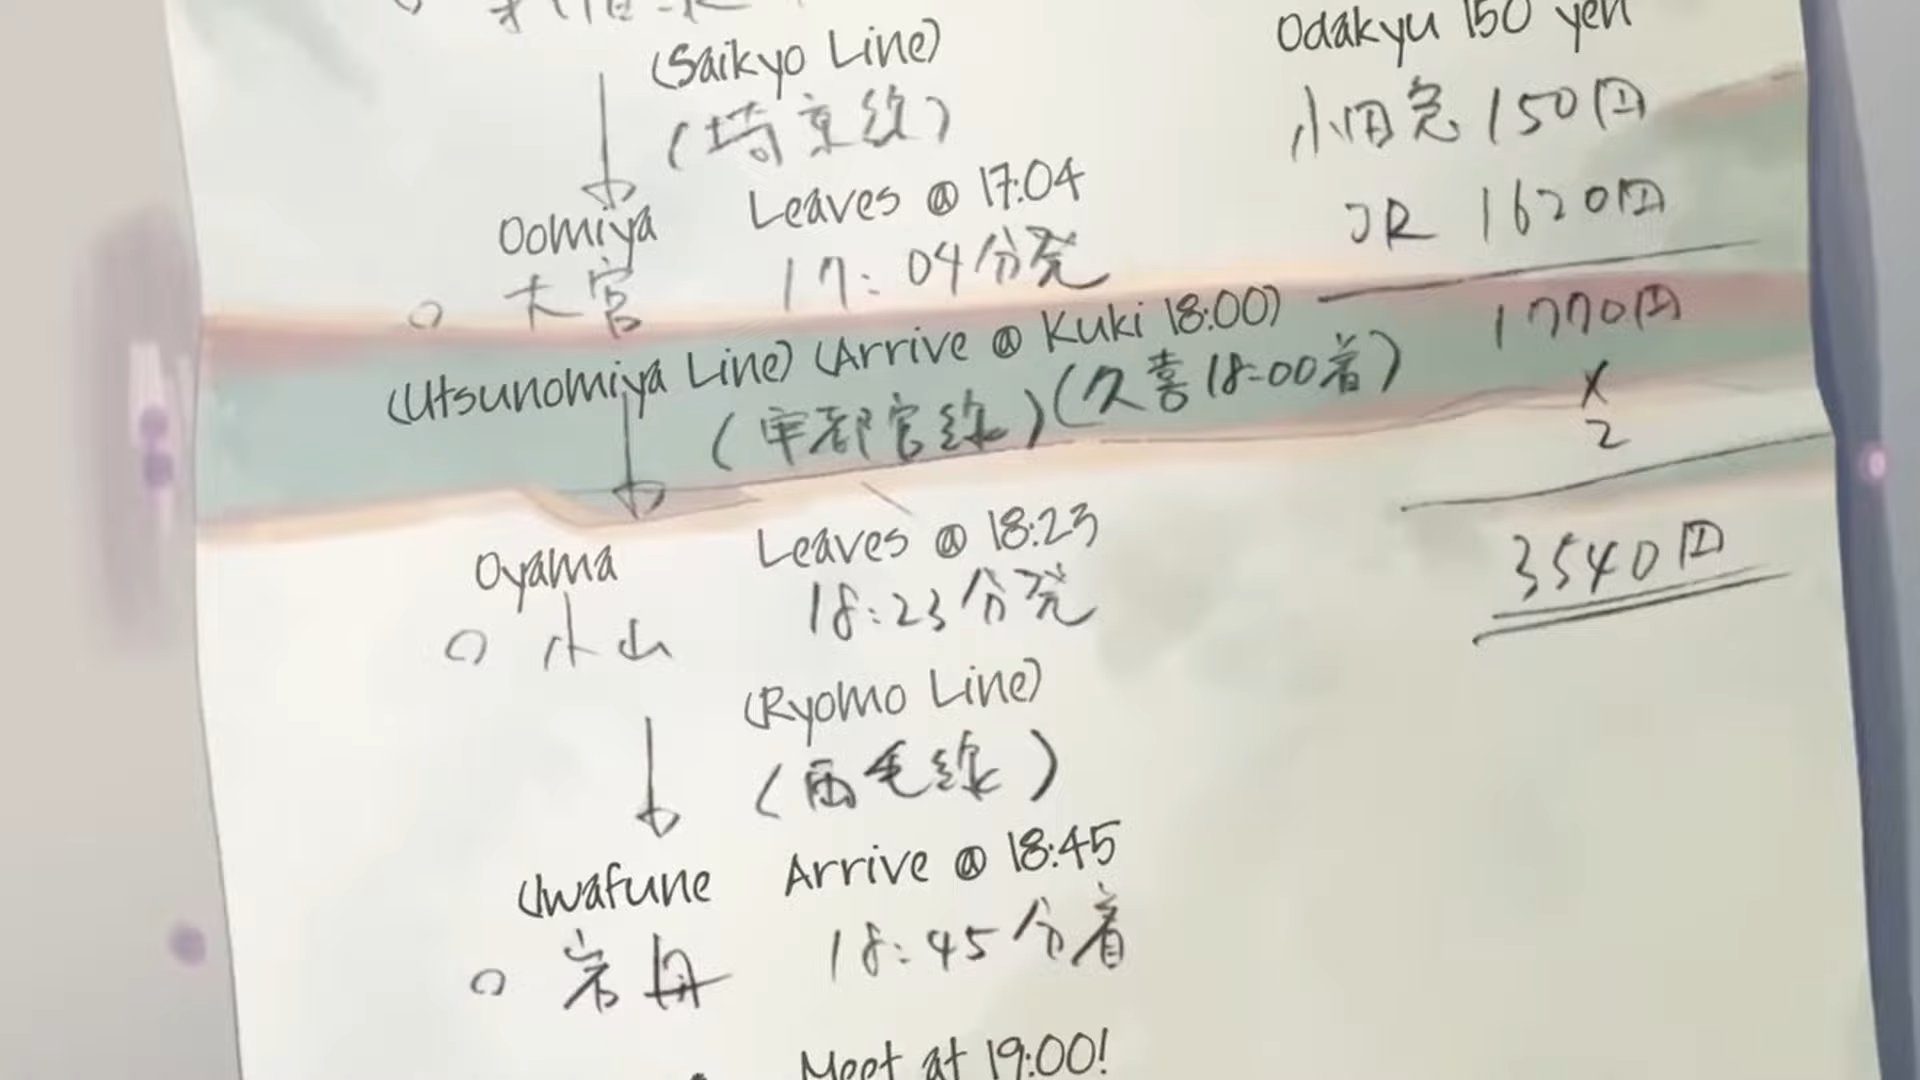 (Saikyo Line)
(埼京線)
Oomiya Leaves @ 17:04
大宮 17:04分発
(Utsunomiya Line) (Arrive @ Kuki 18:00)
(宇都宮線) (久喜18:00着)
Oyama Leaves @ 18:23
小山 18:23分発
(Ryomo Line)
(両毛線)
Iwafune Arrive @ 18:45
岩舟 18:45分着
Meet at 19:00!
Odakyu 150 yen
小田急 150円
JR 1620円
1770円
×
2
3540円